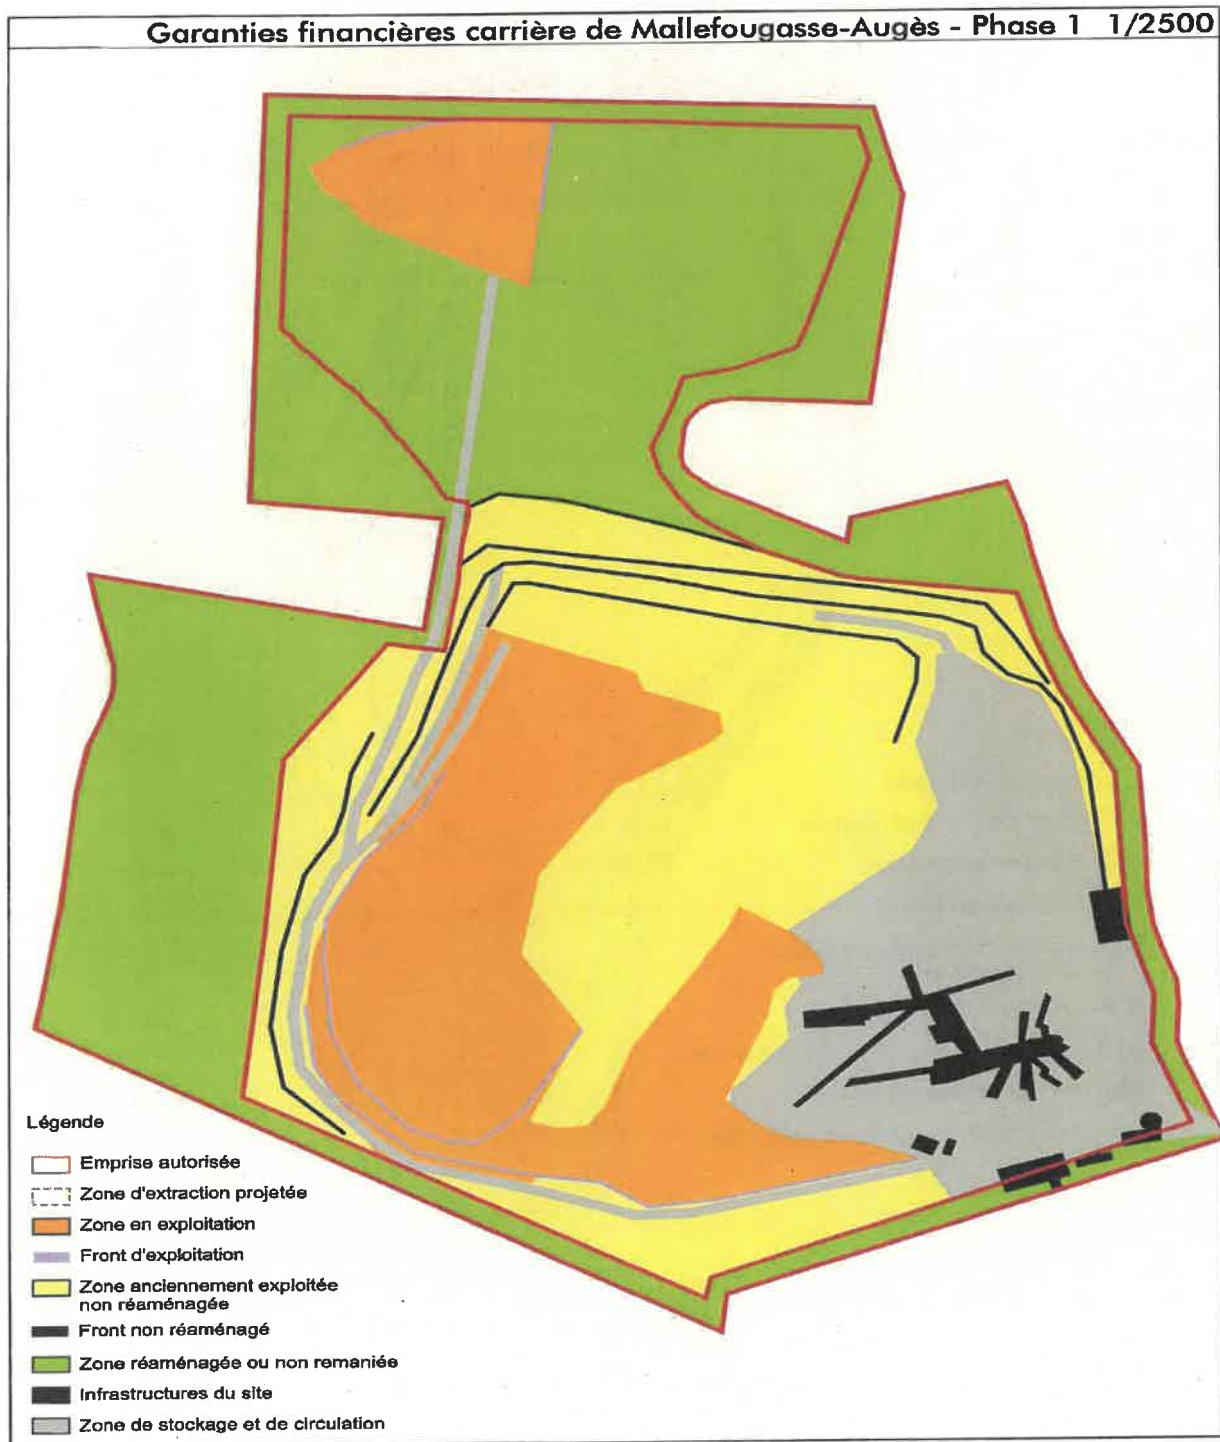 Garanties financières carrière de Mallefougasse-Augès - Phase 1 1/2500
Légende
Emprise autorisée
Zone d'extraction projetée
Zone en exploitation
Front d'exploitation
Zone anciennement exploitée
non réaménagée
Front non réaménagé
Zone réaménagée ou non remaniée
Infrastructures du site
Zone de stockage et de circulation